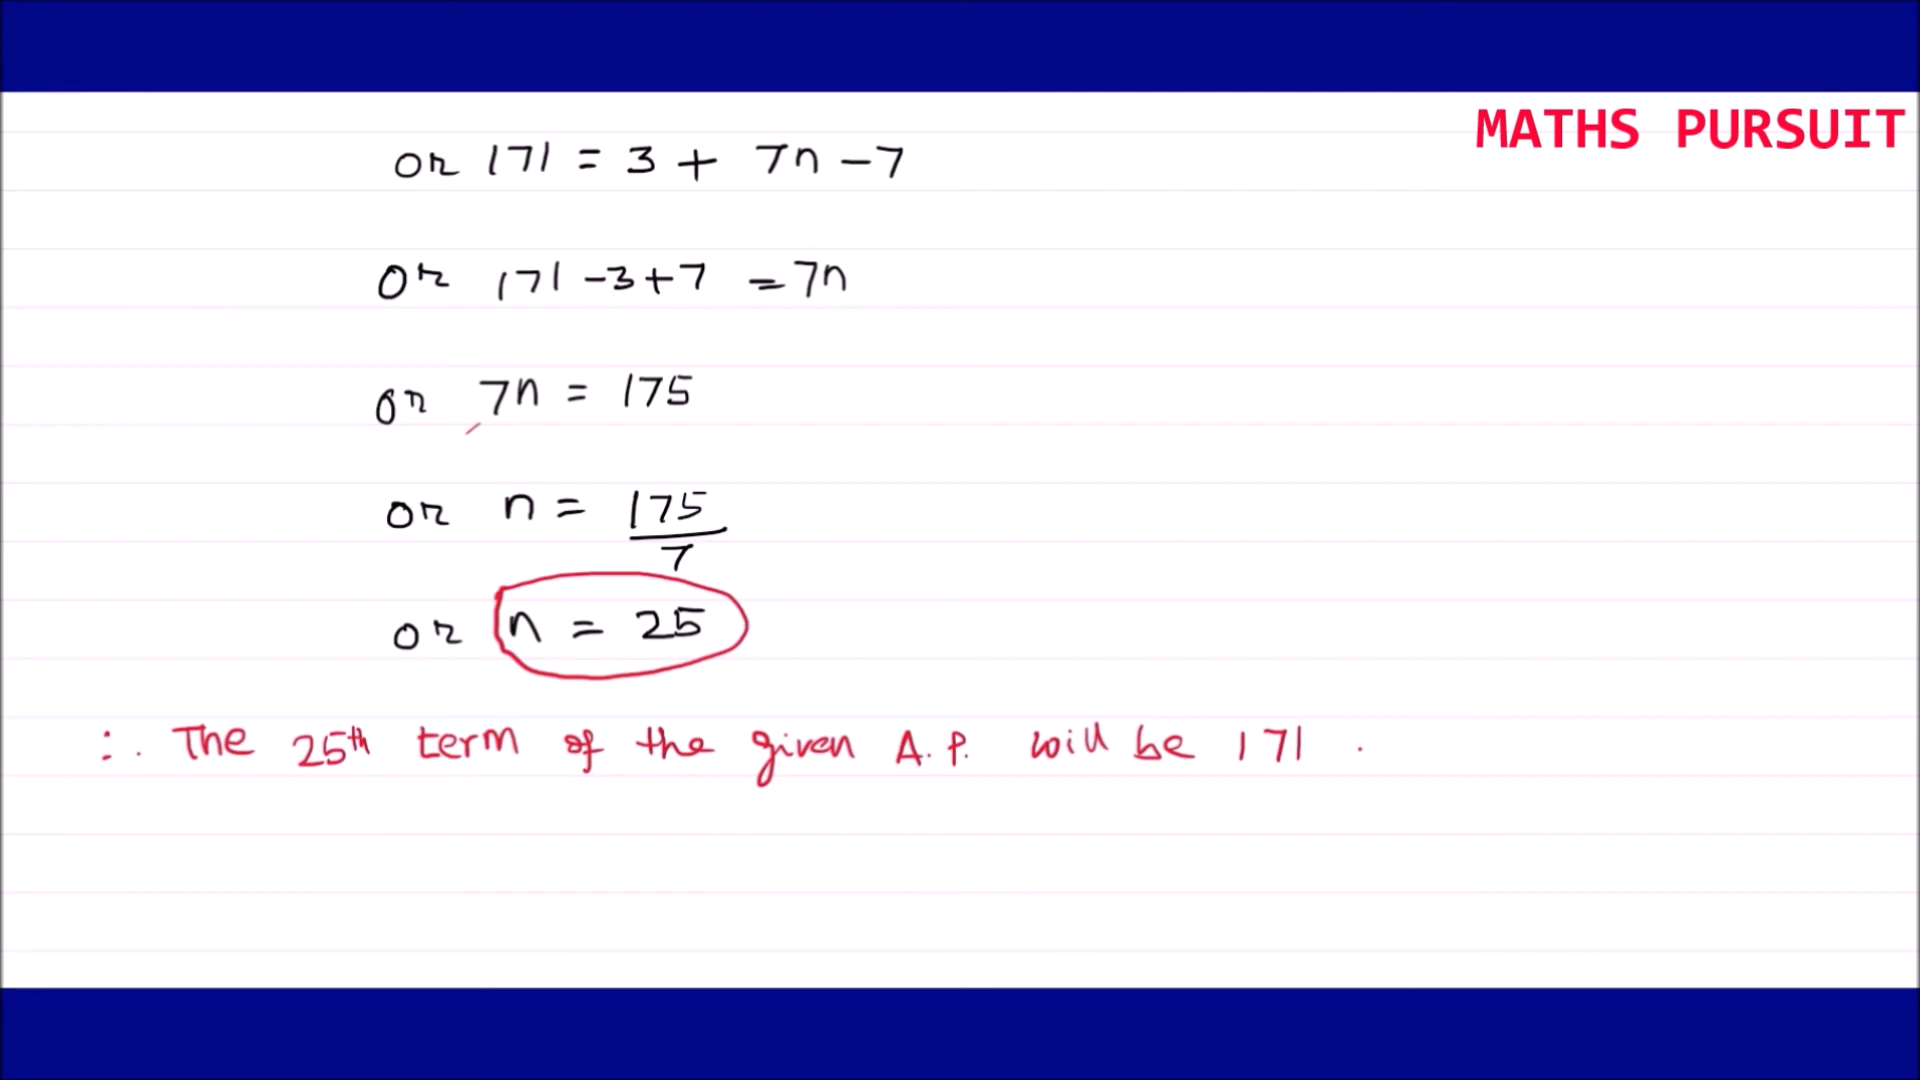 MATHS PURSUIT
or 171 = 3 + 7n - 7
or 171 - 3 + 7 = 7n
or 7n = 175
or n = 175/7
or n = 25
∴ The 25th term of the given A.P. will be 171 .